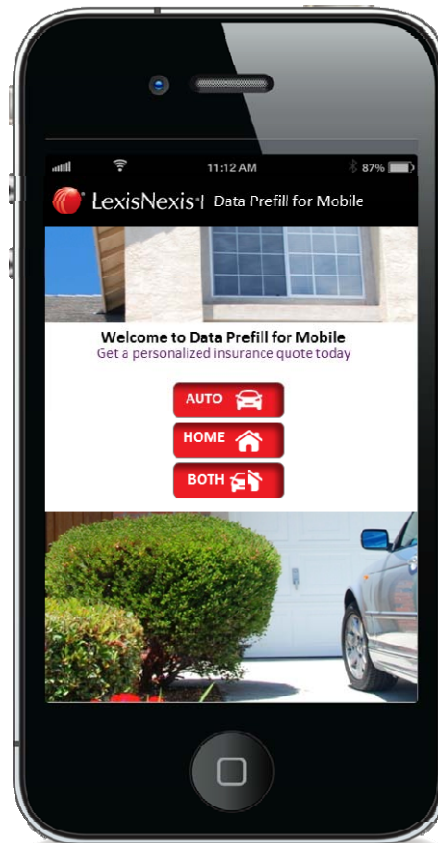 11:12 AM 87%
LexisNexis® | Data Prefill for Mobile
Welcome to Data Prefill for Mobile
Get a personalized insurance quote today
AUTO
HOME
BOTH